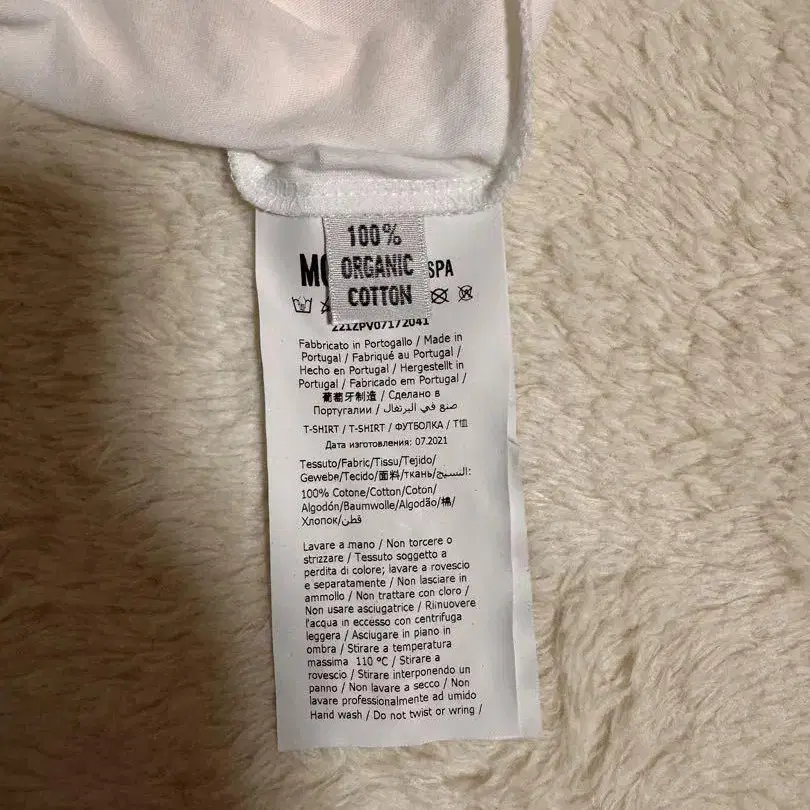 100%
ORGANIC
COTTON
SPA
221ZPV07172041
Fabbricato in Portogallo / Made in
Portugal / Fabriqué au Portugal /
Hecho en Portugal / Hergestellt in
Portugal / Fabricado em Portugal /
葡萄牙制造 / Сделано в
Португалии / صنع في البرتغال
T-SHIRT / T-SHIRT / ФУТБОЛКА / T恤
Дата изготовления: 07.2021
Tessuto/Fabric/Tissu/Tejido/
Gewebe/Tecido/面料/ткань/النسيج:
100% Cotone/Cotton/Coton/
Algodón/Baumwolle/Algodão/棉/
Хлопок/قطن
Lavare a mano / Non torcere o
strizzare / Tessuto soggetto a
perdita di colore; lavare a rovescio
e separatamente / Non lasciare in
ammollo / Non trattare con cloro /
Non usare asciugatrice / Rimuovere
l'acqua in eccesso con centrifuga
leggera / Asciugare in piano in
ombra / Stirare a temperatura
massima 110 ºC / Stirare a
rovescio / Stirare interponendo un
panno / Non lavare a secco / Non
lavare professionalmente ad umido
Hand wash / Do not twist or wring /